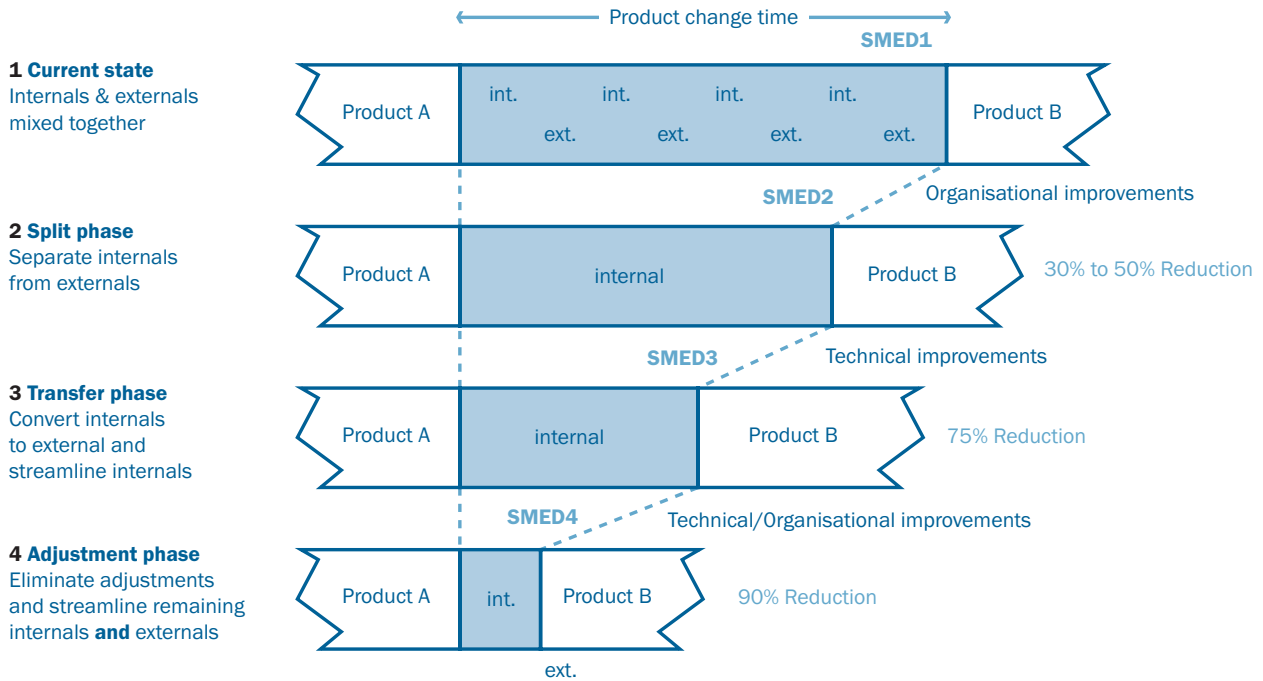 Product change time
SMED1
1 Current state
Internals & externals
mixed together
Product A
int. int. int. int.
ext. ext. ext. ext.
Product B
SMED2
Organisational improvements
2 Split phase
Separate internals
from externals
Product A
internal
Product B
30% to 50% Reduction
SMED3
Technical improvements
3 Transfer phase
Convert internals
to external and
streamline internals
Product A
internal
Product B
75% Reduction
SMED4
Technical/Organisational improvements
4 Adjustment phase
Eliminate adjustments
and streamline remaining
internals and externals
Product A
int.
Product B
90% Reduction
ext.